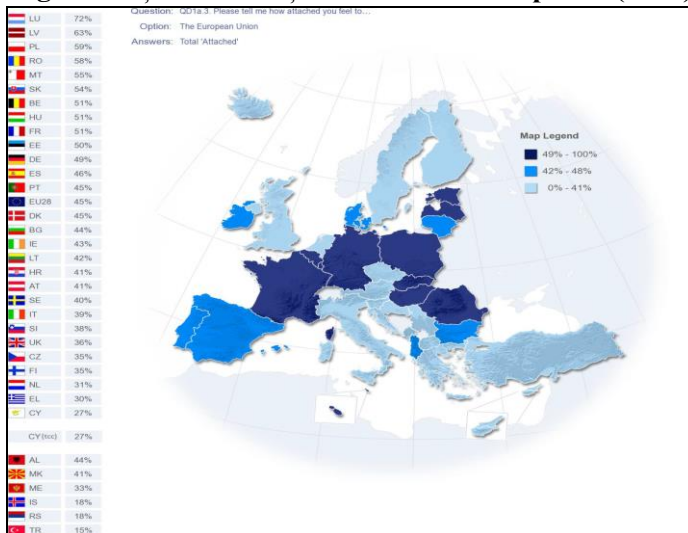 Question: QD1a.3. Please tell me how attached you feel to...
Option: The European Union
Answers: Total 'Attached'
LU 72%
LV 63%
PL 59%
RO 58%
MT 55%
SK 54%
BE 51%
HU 51%
FR 51%
EE 50%
DE 49%
ES 46%
PT 45%
EU28 45%
DK 45%
BG 44%
IE 43%
LT 42%
HR 41%
AT 41%
SE 40%
IT 39%
SI 38%
UK 36%
CZ 35%
FI 35%
NL 31%
EL 30%
CY 27%
CY (tcc) 27%
AL 44%
MK 41%
ME 33%
IS 18%
RS 18%
TR 15%
Map Legend
49% - 100%
42% - 48%
0% - 41%